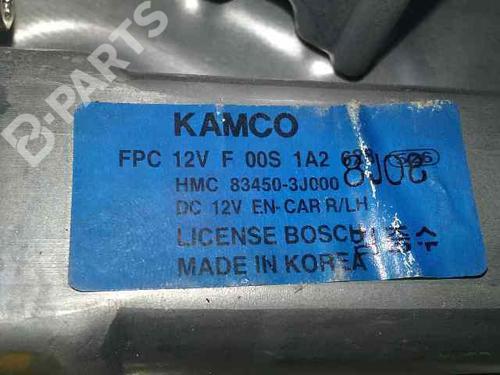 B-PARTS
KAMCO
FPC 12V F 00S 1A2
HMC 83450-3J000
DC 12V EN-CAR R/LH
LICENSE BOSCH
MADE IN KOREA